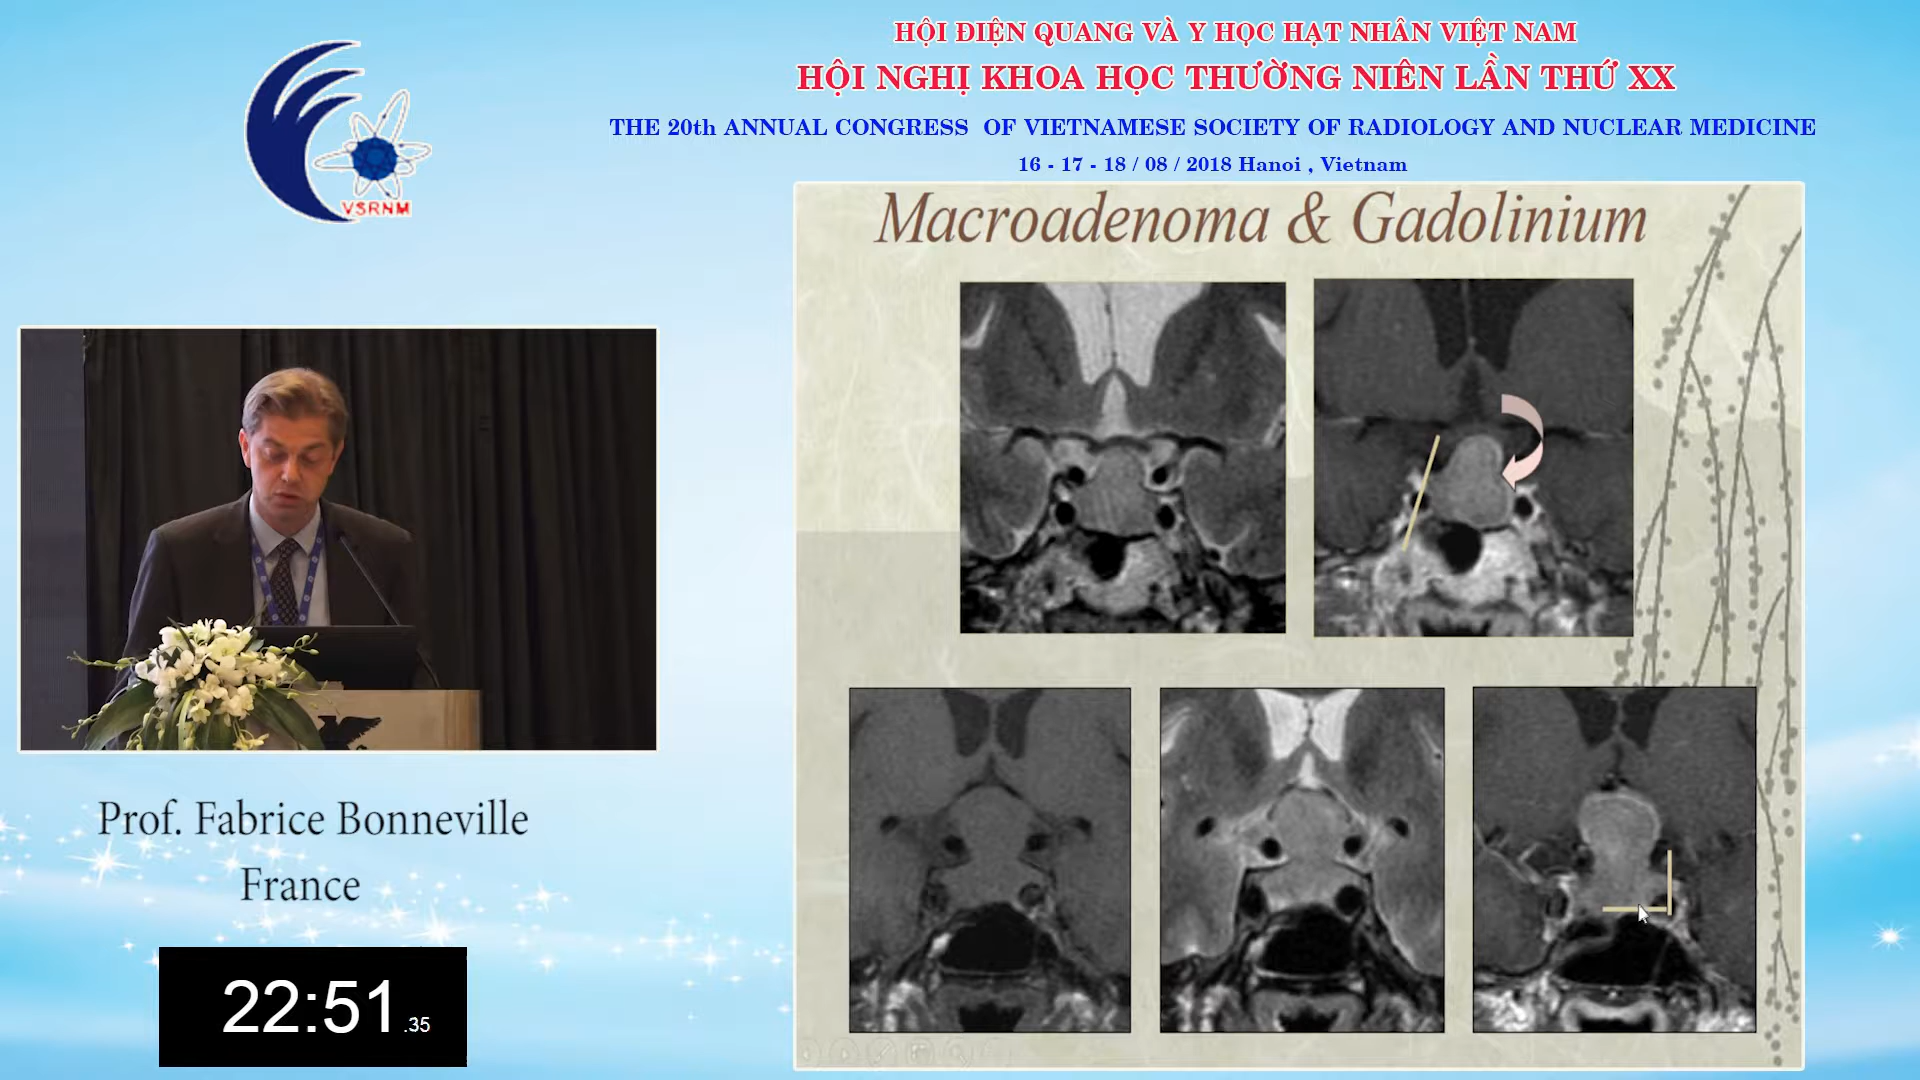 HỘI ĐIỆN QUANG VÀ Y HỌC HẠT NHÂN VIỆT NAM
HỘI NGHỊ KHOA HỌC THƯỜNG NIÊN LẦN THỨ XX
THE 20th ANNUAL CONGRESS OF VIETNAMESE SOCIETY OF RADIOLOGY AND NUCLEAR MEDICINE
16 - 17 - 18 / 08 / 2018 Hanoi , Vietnam
VSRNM
Macroadenoma & Gadolinium
Prof. Fabrice Bonneville
France
22:51.35